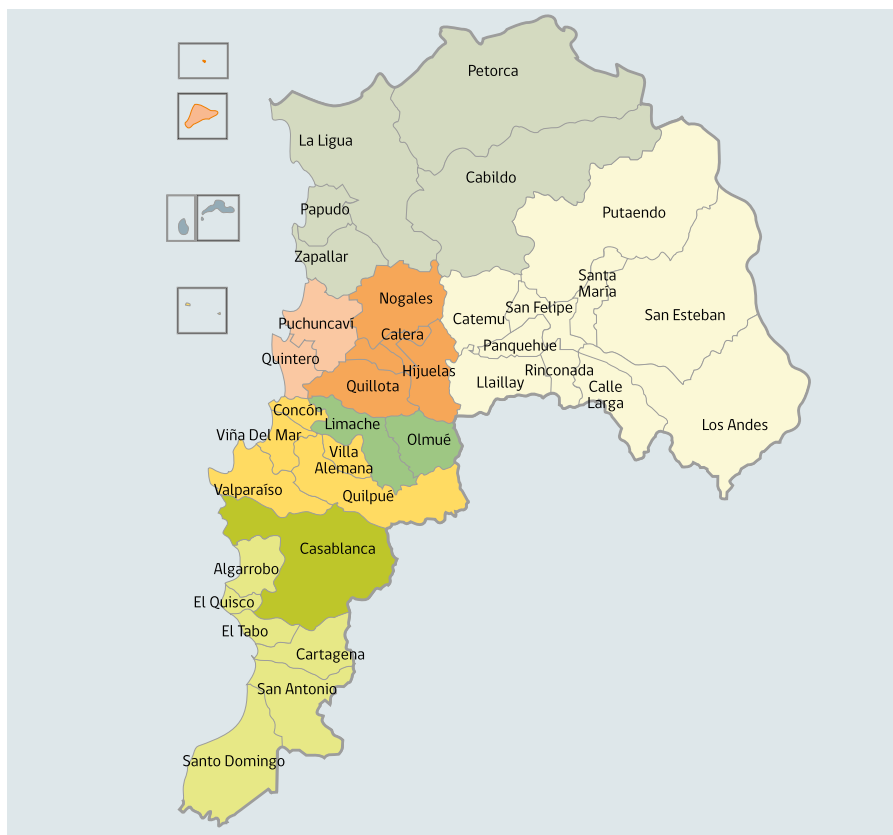 Petorca
La Ligua
Cabildo
Papudo
Putaendo
Zapallar
Santa
María
Nogales
San Felipe
San Esteban
Catemu
Puchuncaví
Calera
Panquehue
Quintero
Hijuelas
Rinconada
Llaillay
Quillota
Calle
Larga
Concón
Limache
Los Andes
Viña Del Mar
Olmué
Villa
Alemana
Valparaíso
Quilpué
Casablanca
Algarrobo
El Quisco
El Tabo
Cartagena
San Antonio
Santo Domingo